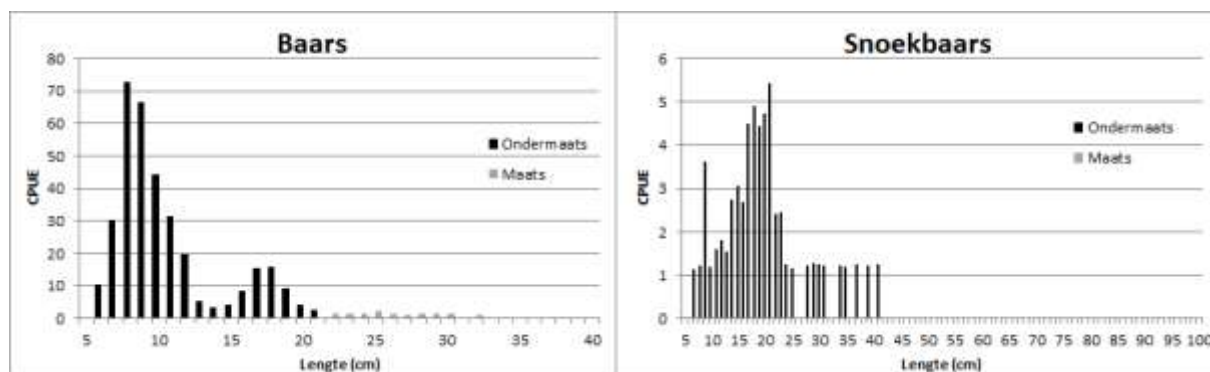 Baars
80
70
60
50
40
30
20
10
0
CPUE
Ondermaats
Maats
5 10 15 20 25 30 35 40
Lengte (cm)
Snoekbaars
6
5
4
3
2
1
0
CPUE
Ondermaats
Maats
5 10 15 20 25 30 35 40 45 50 55 60 65 70 75 80 85 90 95 100
Lengte (cm)